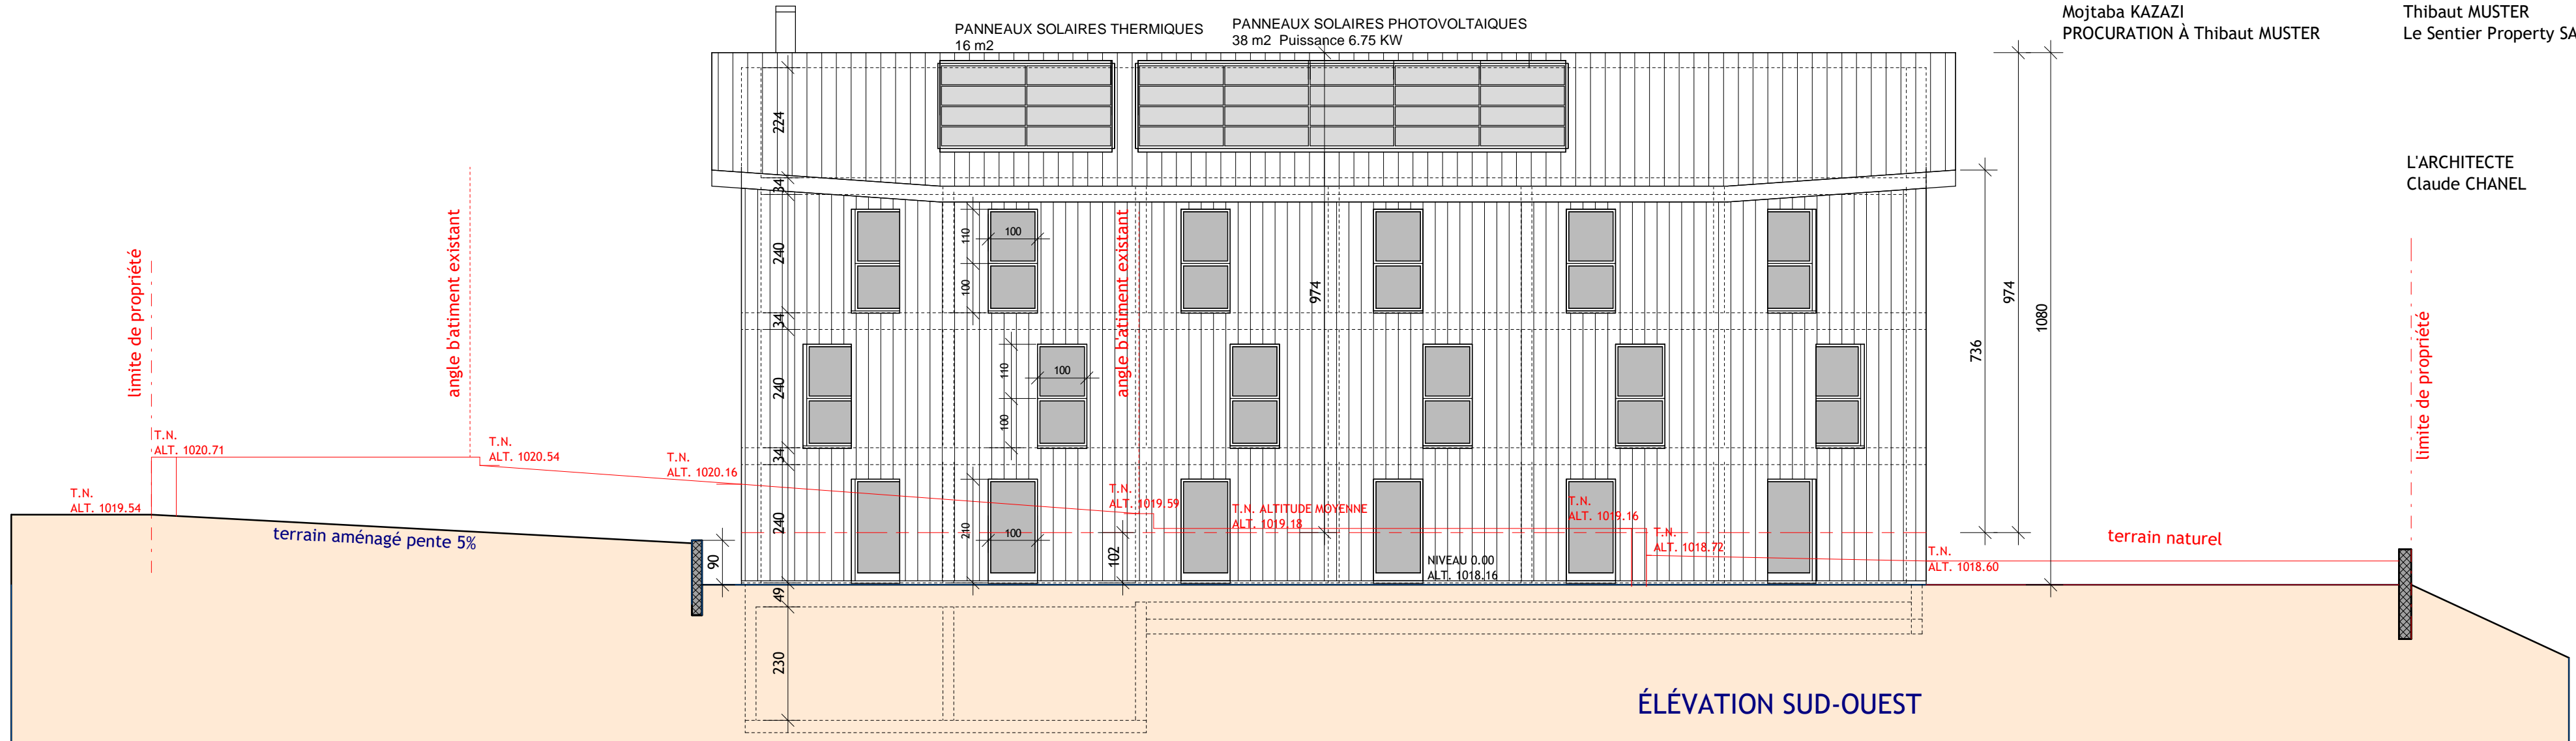 Mojtaba KAZAZI
PROCURATION À Thibaut MUSTER
Thibaut MUSTER
Le Sentier Property SA
L'ARCHITECTE
Claude CHANEL
PANNEAUX SOLAIRES THERMIQUES
16 m2
PANNEAUX SOLAIRES PHOTOVOLTAIQUES
38 m2 Puissance 6.75 KW
224
34
240
34
240
34
240
49
230
limite de propriété
angle b'atiment existant
angle b'atiment existant
limite de propriété
110
100
100
110
100
100
210
100
974
102
90
736
974
1080
T.N.
ALT. 1020.71
T.N.
ALT. 1019.54
T.N.
ALT. 1020.54
T.N.
ALT. 1020.16
T.N.
ALT. 1019.59
T.N. ALTITUDE MOYENNE
ALT. 1019.18
T.N.
ALT. 1019.16
T.N.
ALT. 1018.72
T.N.
ALT. 1018.60
NIVEAU 0.00
ALT. 1018.16
terrain aménagé pente 5%
terrain naturel
ÉLÉVATION SUD-OUEST